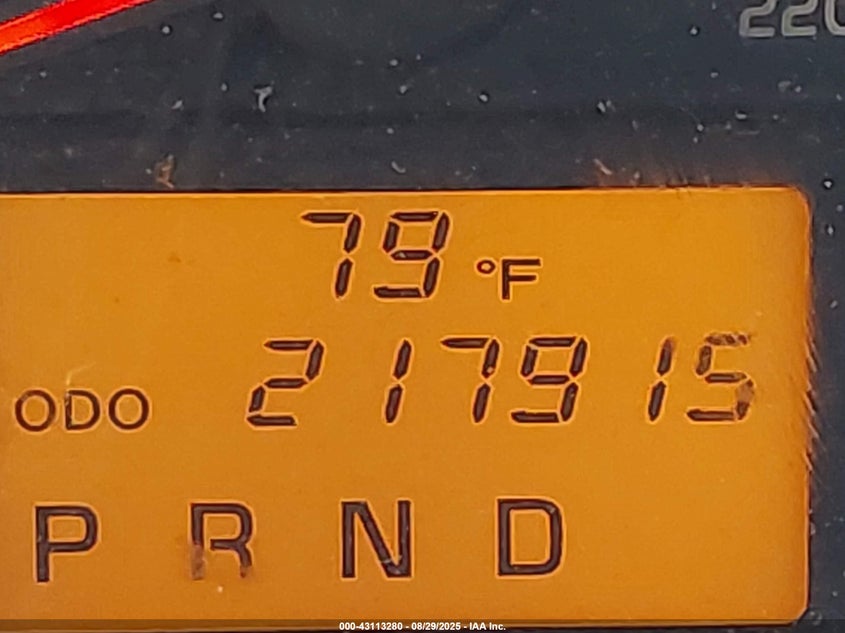 220
79 °F
ODO 217915
P R N D
000-43113280 - 08/29/2025 - IAA Inc.